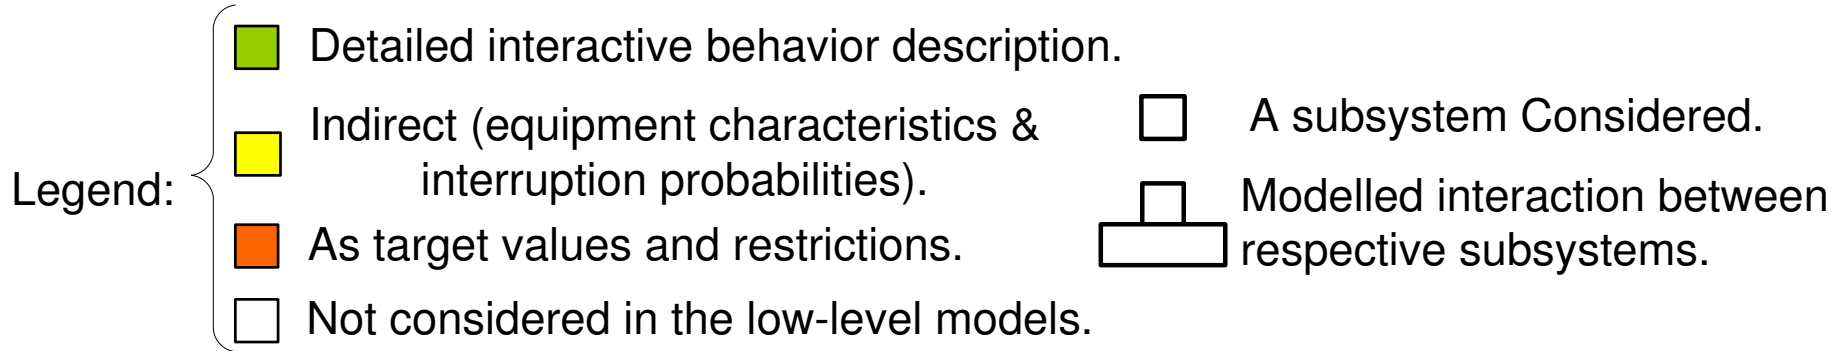 Legend:
Detailed interactive behavior description.
Indirect (equipment characteristics &
interruption probabilities).
As target values and restrictions.
Not considered in the low-level models.
A subsystem Considered.
Modelled interaction between
respective subsystems.